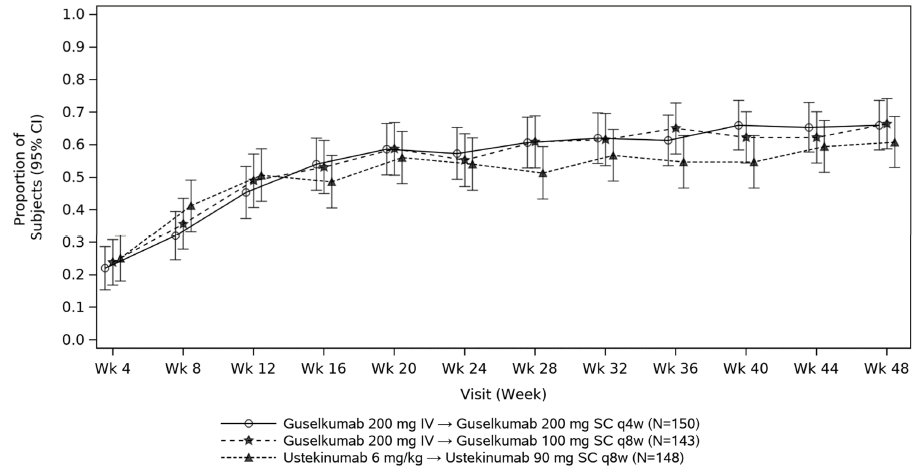 Proportion of
Subjects (95% CI)
1.0
0.9
0.8
0.7
0.6
0.5
0.4
0.3
0.2
0.1
0.0
Wk 4 Wk 8 Wk 12 Wk 16 Wk 20 Wk 24 Wk 28 Wk 32 Wk 36 Wk 40 Wk 44 Wk 48
Visit (Week)
Guselkumab 200 mg IV → Guselkumab 200 mg SC q4w (N=150)
Guselkumab 200 mg IV → Guselkumab 100 mg SC q8w (N=143)
Ustekinumab 6 mg/kg → Ustekinumab 90 mg SC q8w (N=148)